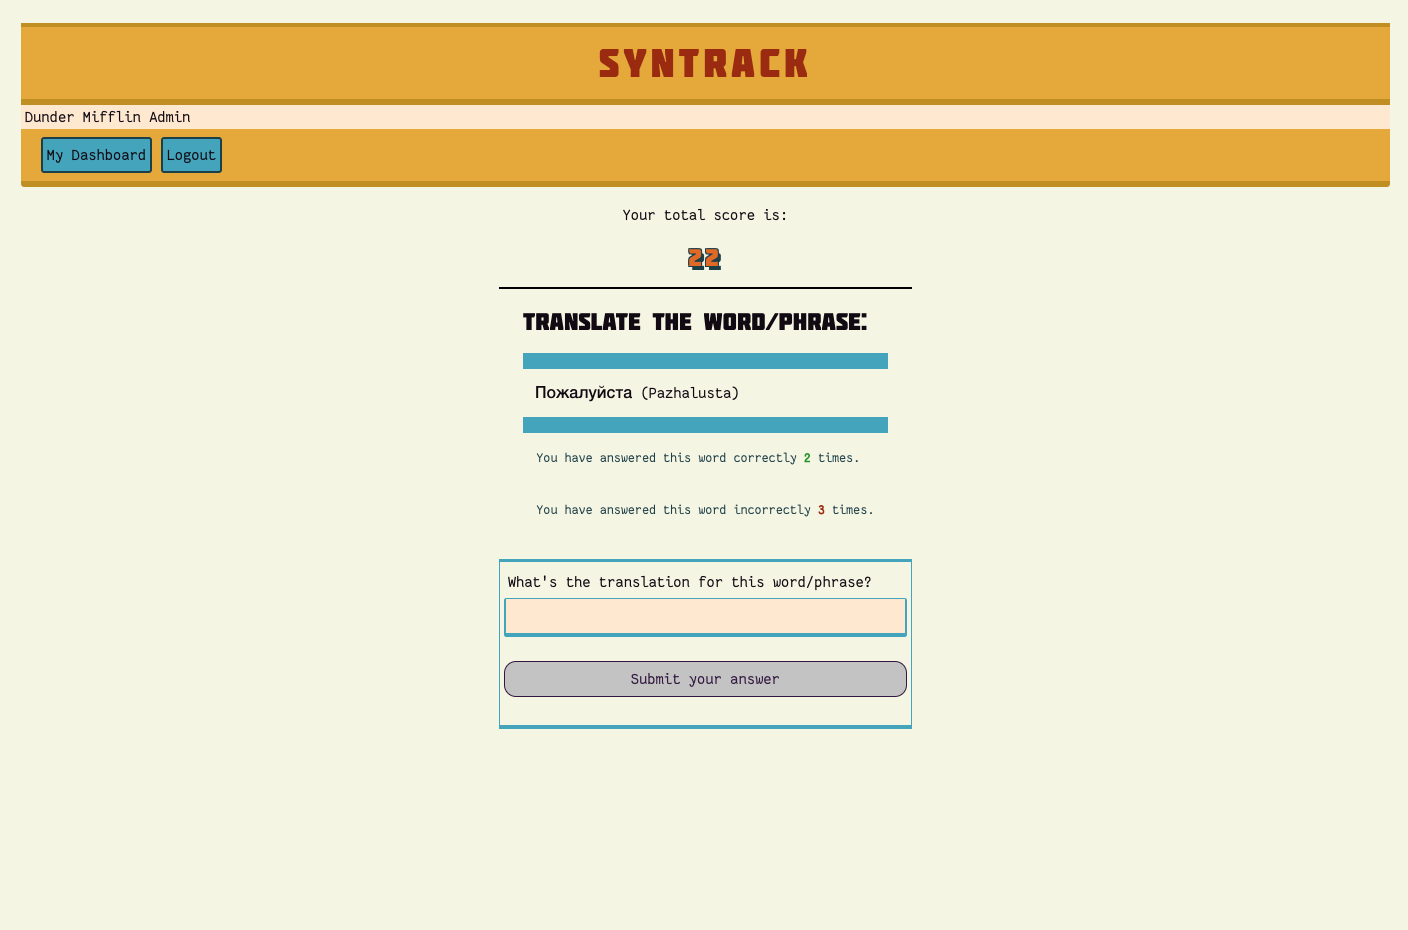 SYNTRACK
Dunder Mifflin Admin
My Dashboard Logout
Your total score is:
22
TRANSLATE THE WORD/PHRASE:
Пожалуйста (Pazhalusta)
You have answered this word correctly 2 times.
You have answered this word incorrectly 3 times.
What's the translation for this word/phrase?
Submit your answer